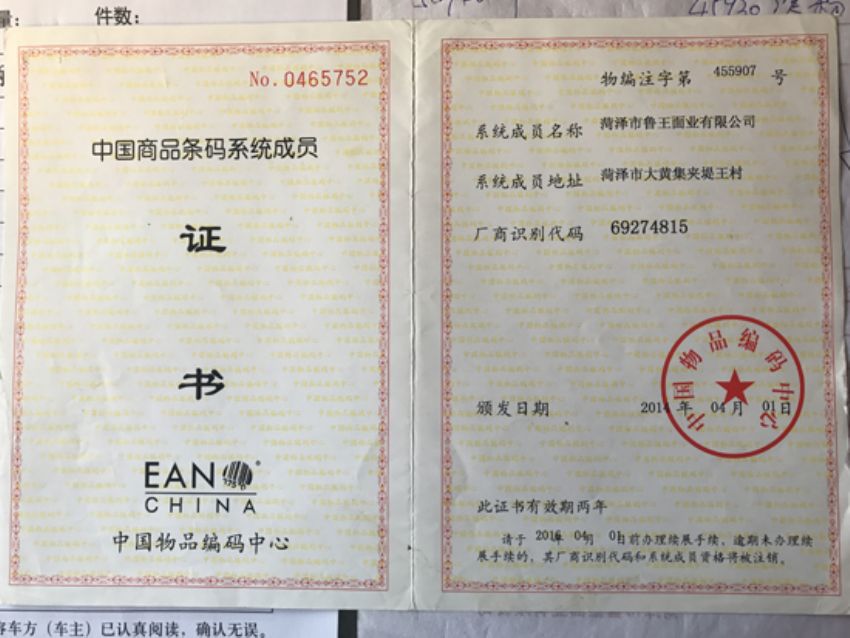 件数：
No.0465752
中国商品条码系统成员
证
书
EAN
CHINA
中国物品编码中心
物编注字第 455907 号
系统成员名称 菏泽市鲁王面业有限公司
系统成员地址 菏泽市大黄集夹堤王村
厂商识别代码 69274815
中国物品编码中心
颁发日期 2014 年 04 月 01 日
此证书有效期两年
请于 2016 04 月 01 日前办理续展手续，逾期未办理续
展手续的，其厂商识别代码和系统成员资格将被注销。
客车方（车主）已认真阅读，确认无误。